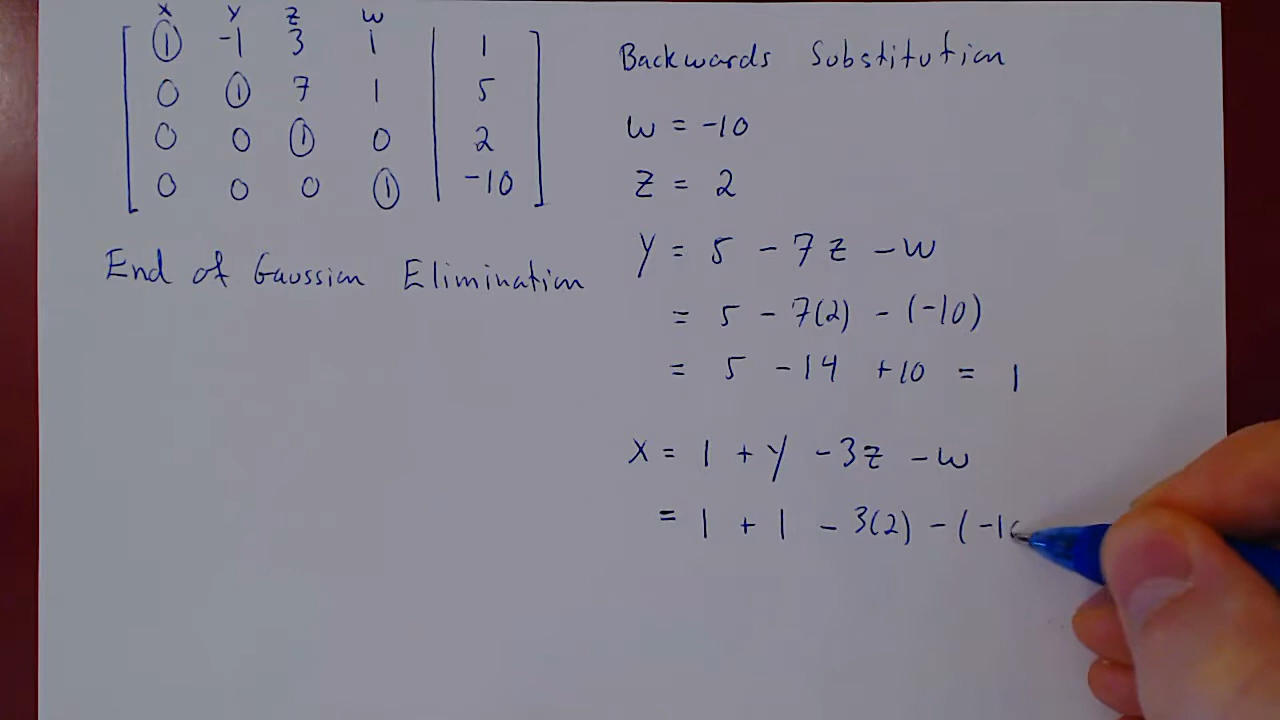 x y z w
1 -1 3 1 | 1
0 1 7 1 | 5
0 0 1 0 | 2
0 0 0 1 | -10
End of Gaussian Elimination
Backwards Substitution
w = -10
z = 2
y = 5 - 7z - w
= 5 - 7(2) - (-10)
= 5 - 14 + 10 = 1
x = 1 + y - 3z - w
= 1 + 1 - 3(2) - (-1